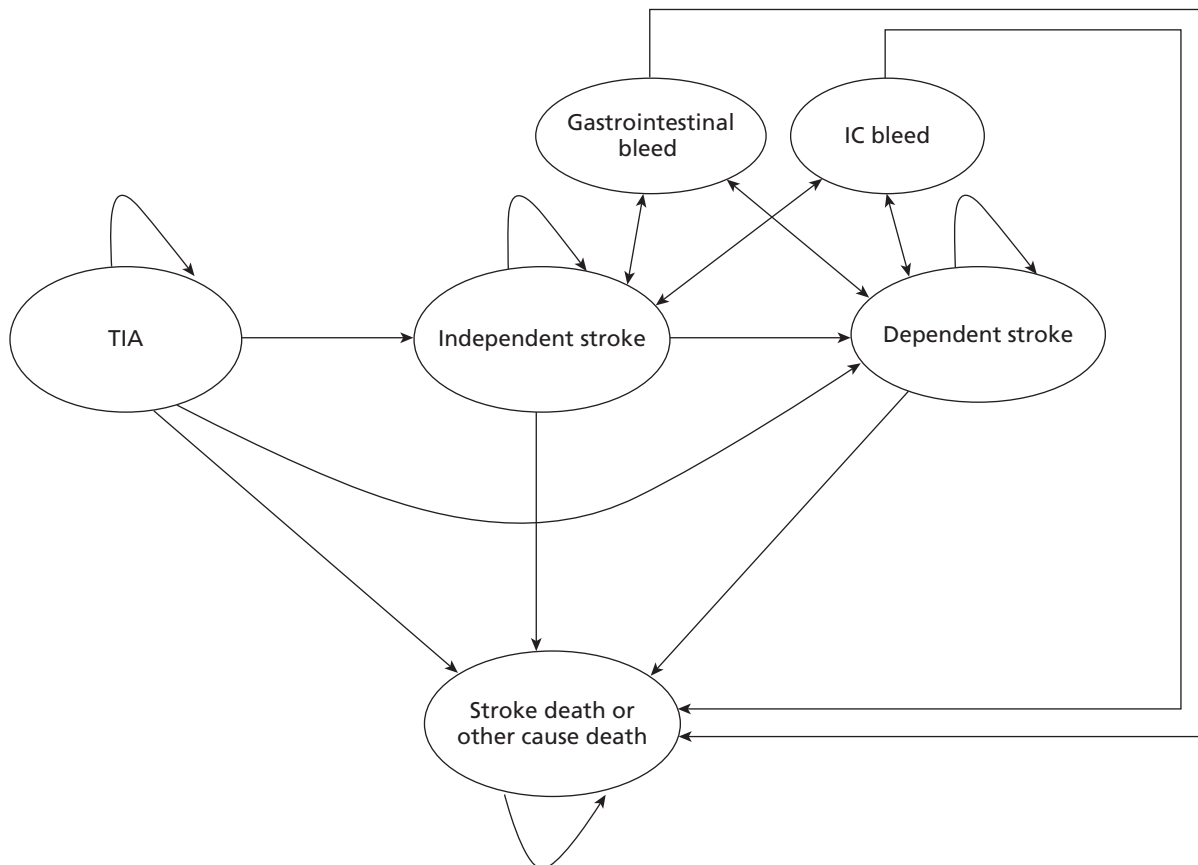 Gastrointestinal
bleed
IC bleed
TIA
Independent stroke
Dependent stroke
Stroke death or
other cause death